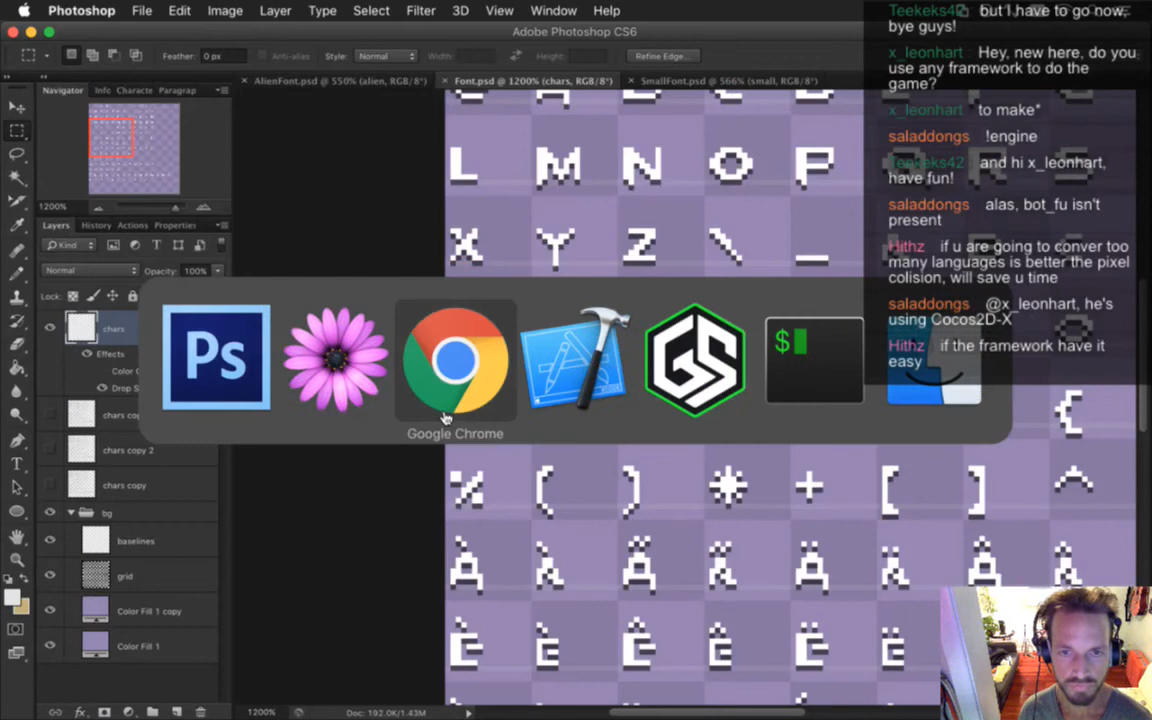 Photoshop File Edit Image Layer Type Select Filter 3D View Window Help
Adobe Photoshop CS6
Feather: 0 px Anti-alias Style: Normal Width: Height: Refine Edge...
AlienFont.psd @ 550% (alien, RGB/8*) Font.psd @ 1200% (chars, RGB/8*) SmallFont.psd @ 566% (small, RGB/8*)
Navigator Info Characte Paragrap
1200%
Layers History Actions Properties
Kind
Normal Opacity: 100%
Lock:
chars
Effects
chars copy 2
chars copy
bg
baselines
grid
Color Fill 1 copy
Color Fill 1
1200% Doc: 192.0K/1.43M
L M N O P
X Y Z \ _
{
% ( ) * + [ ] ^
Ps
GS
$
Google Chrome
Teekeks42 but I have to go now,
bye guys!
x_leonhart Hey, new here, do you
use any framework to do the
game?
x_leonhart to make*
saladdongs !engine
Teekeks42 and hi x_leonhart,
have fun!
saladdongs alas, bot_fu isn't
present
Hithz if u are going to conver too
many languages is better the pixel
colision, will save u time
saladdongs @x_leonhart, he's
using Cocos2D-X
Hithz if the framework have it
easy